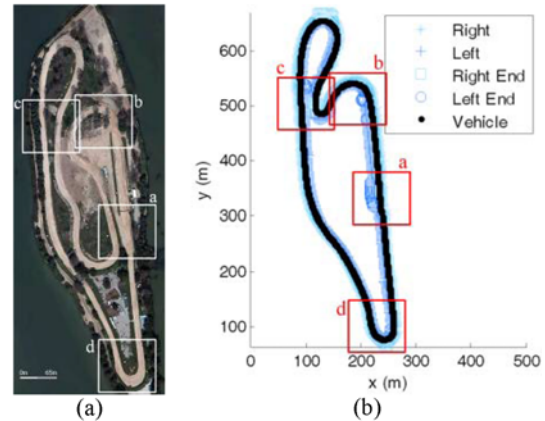 (a)
c
b
a
d
0m 65m
600
500
400
300
200
100
y (m)
c
b
a
d
Right
Left
Right End
Left End
Vehicle
0 100 200 300 400 500
x (m)
(b)